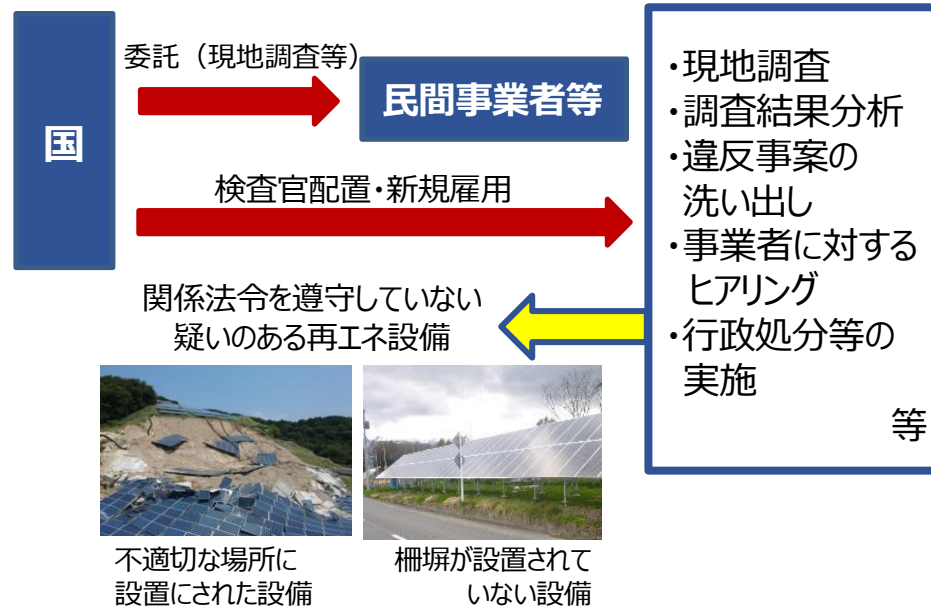 国
委託（現地調査等）
民間事業者等
検査官配置・新規雇用
・現地調査
・調査結果分析
・違反事案の
洗い出し
・事業者に対する
ヒアリング
・行政処分等の
実施
等
関係法令を遵守していない
疑いのある再エネ設備
不適切な場所に
設置にされた設備
柵塀が設置されて
いない設備